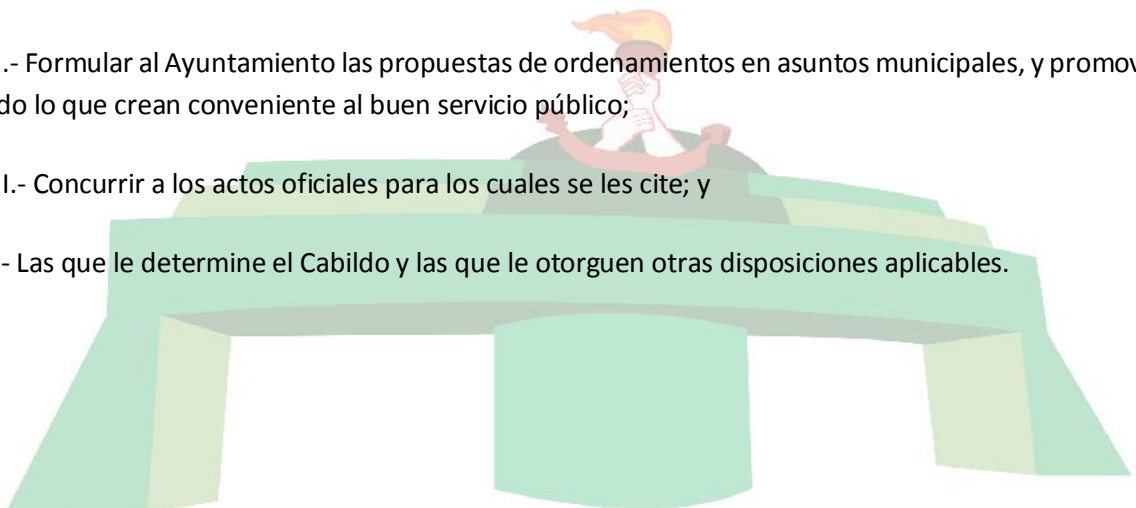 .- Formular al Ayuntamiento las propuestas de ordenamientos en asuntos municipales, y promov
do lo que crean conveniente al buen servicio público;
I.- Concurrir a los actos oficiales para los cuales se les cite; y
- Las que le determine el Cabildo y las que le otorguen otras disposiciones aplicables.